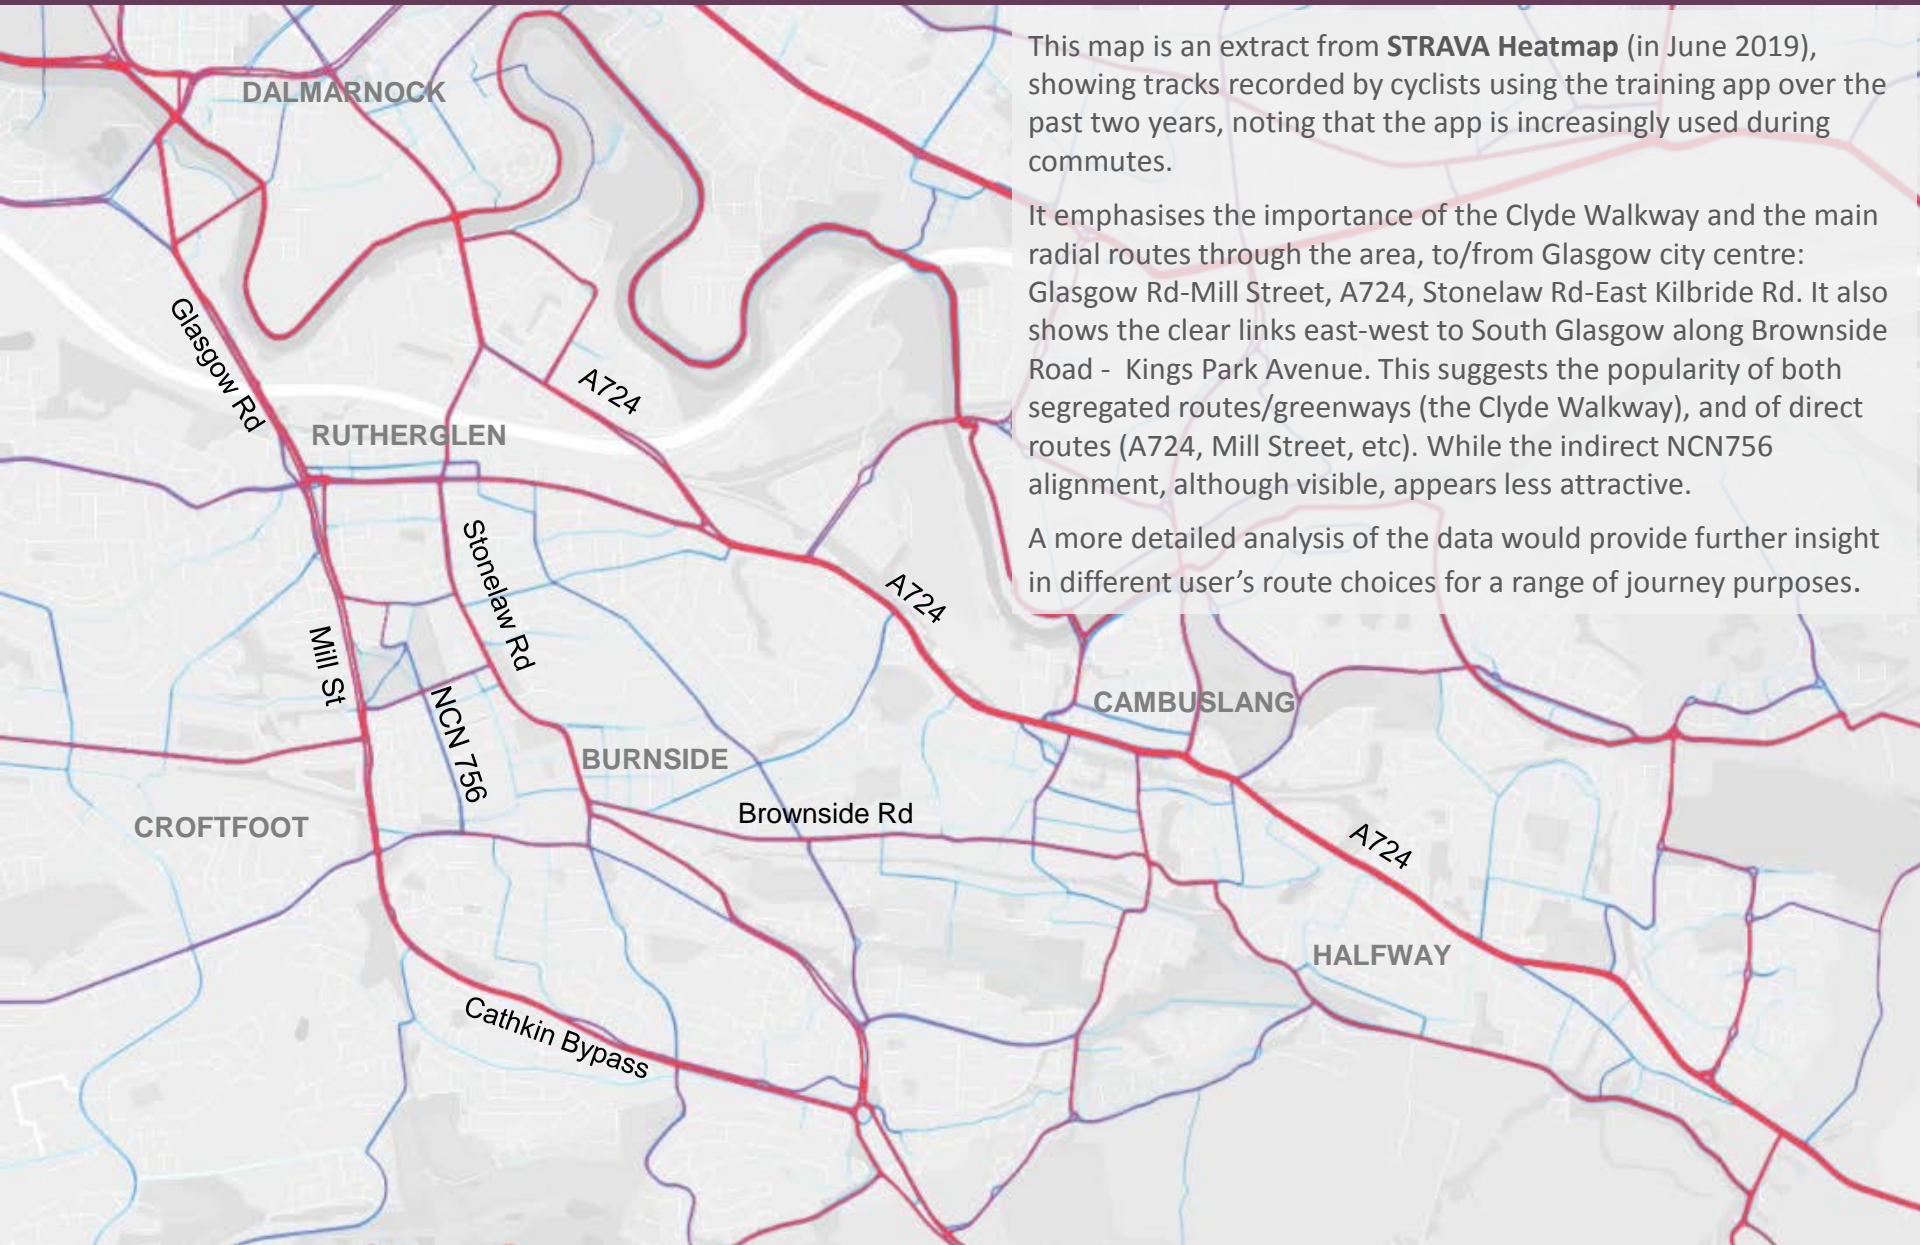 This map is an extract from STRAVA Heatmap (in June 2019),
showing tracks recorded by cyclists using the training app over the
past two years, noting that the app is increasingly used during
commutes.
It emphasises the importance of the Clyde Walkway and the main
radial routes through the area, to/from Glasgow city centre:
Glasgow Rd-Mill Street, A724, Stonelaw Rd-East Kilbride Rd. It also
shows the clear links east-west to South Glasgow along Brownside
Road -  Kings Park Avenue. This suggests the popularity of both
segregated routes/greenways (the Clyde Walkway), and of direct
routes (A724, Mill Street, etc). While the indirect NCN756
alignment, although visible, appears less attractive.
A more detailed analysis of the data would provide further insight
in different user's route choices for a range of journey purposes.
DALMARNOCK
Glasgow Rd
A724
RUTHERGLEN
Stonelaw Rd
A724
Mill St
NCN 756
CAMBUSLANG
BURNSIDE
Brownside Rd
CROFTFOOT
A724
HALFWAY
Cathkin Bypass